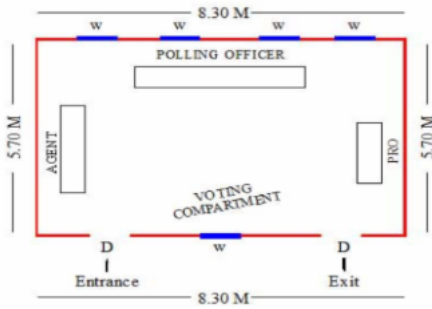 8.30 M
W W W W
POLLING OFFICER
5.70 M
AGENT
PRO
5.70 M
VOTING
COMPARTMENT
D W D
Entrance Exit
8.30 M